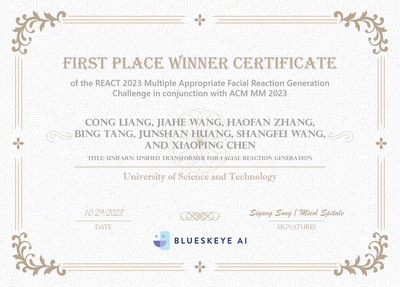 FIRST PLACE WINNER CERTIFICATE
of the REACT 2023 Multiple Appropriate Facial Reaction Generation
Challenge in conjunction with ACM MM 2023
CONG LIANG, JIAHE WANG, HAOFAN ZHANG,
BING TANG, JUNSHAN HUANG, SHANGFEI WANG,
AND XIAOPING CHEN
TITLE: UNIFARN: UNIFIED TRANSFORMER FOR FACIAL REACTION GENERATION
University of Science and Technology
10/29/2023
Siyang Song / Micol Spitale
DATE
SIGNATURES
BLUESKEYE AI